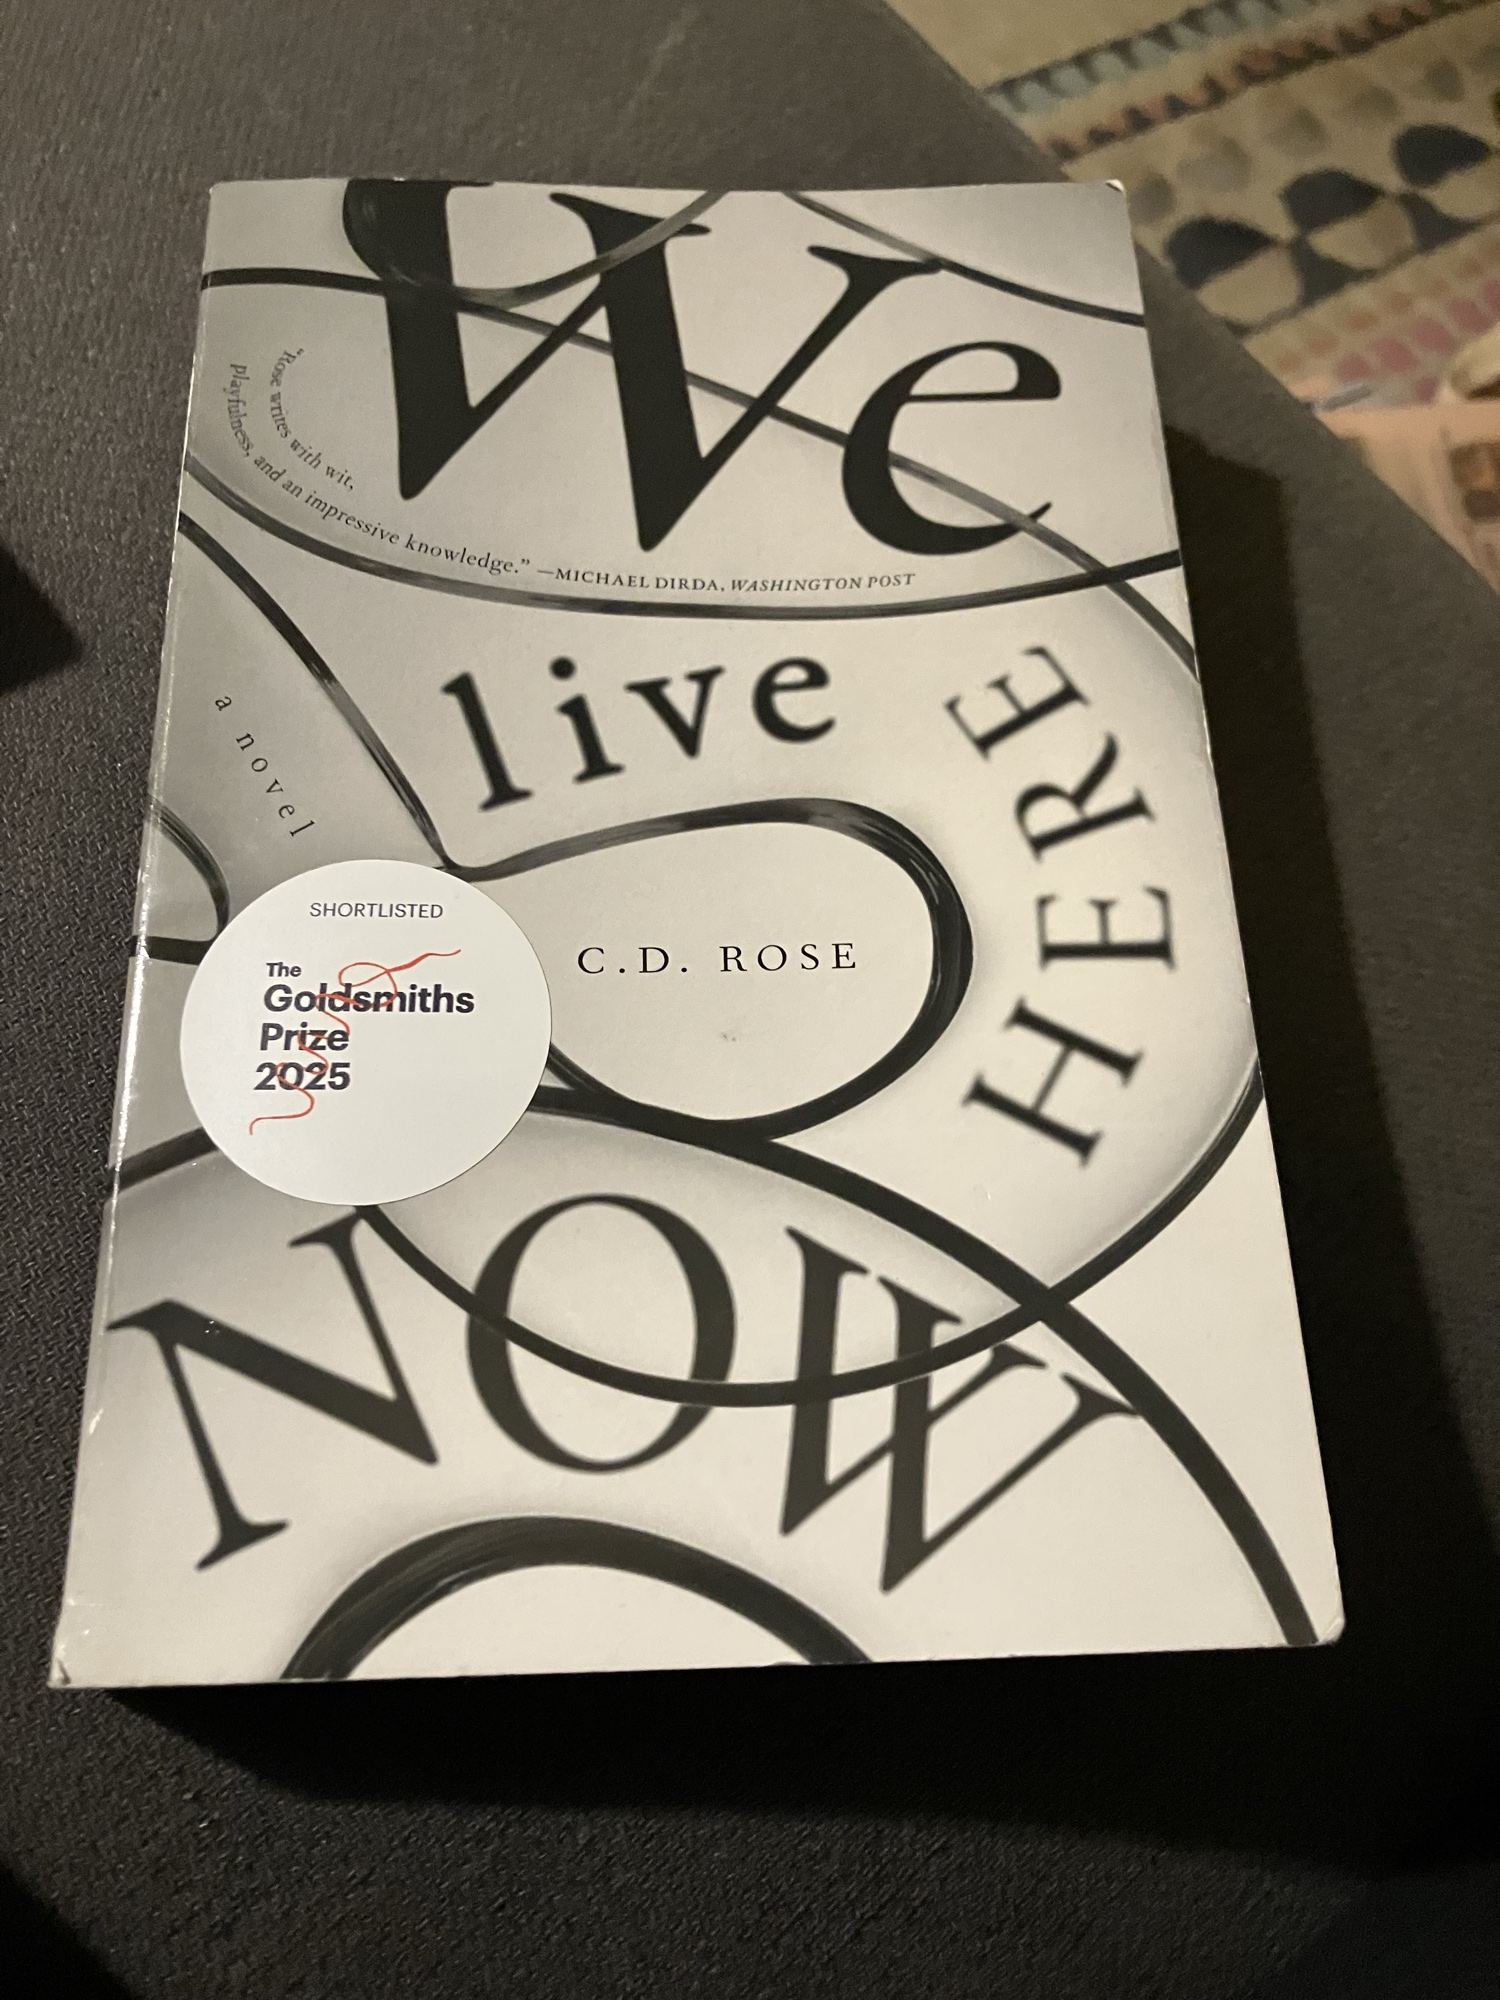 We
“Rose writes with wit,
playfulness, and an impressive knowledge.” —MICHAEL DIRDA, WASHINGTON POST
live
HERE
a novel
C.D. ROSE
SHORTLISTED
The
Goldsmiths
Prize
2025
NOW